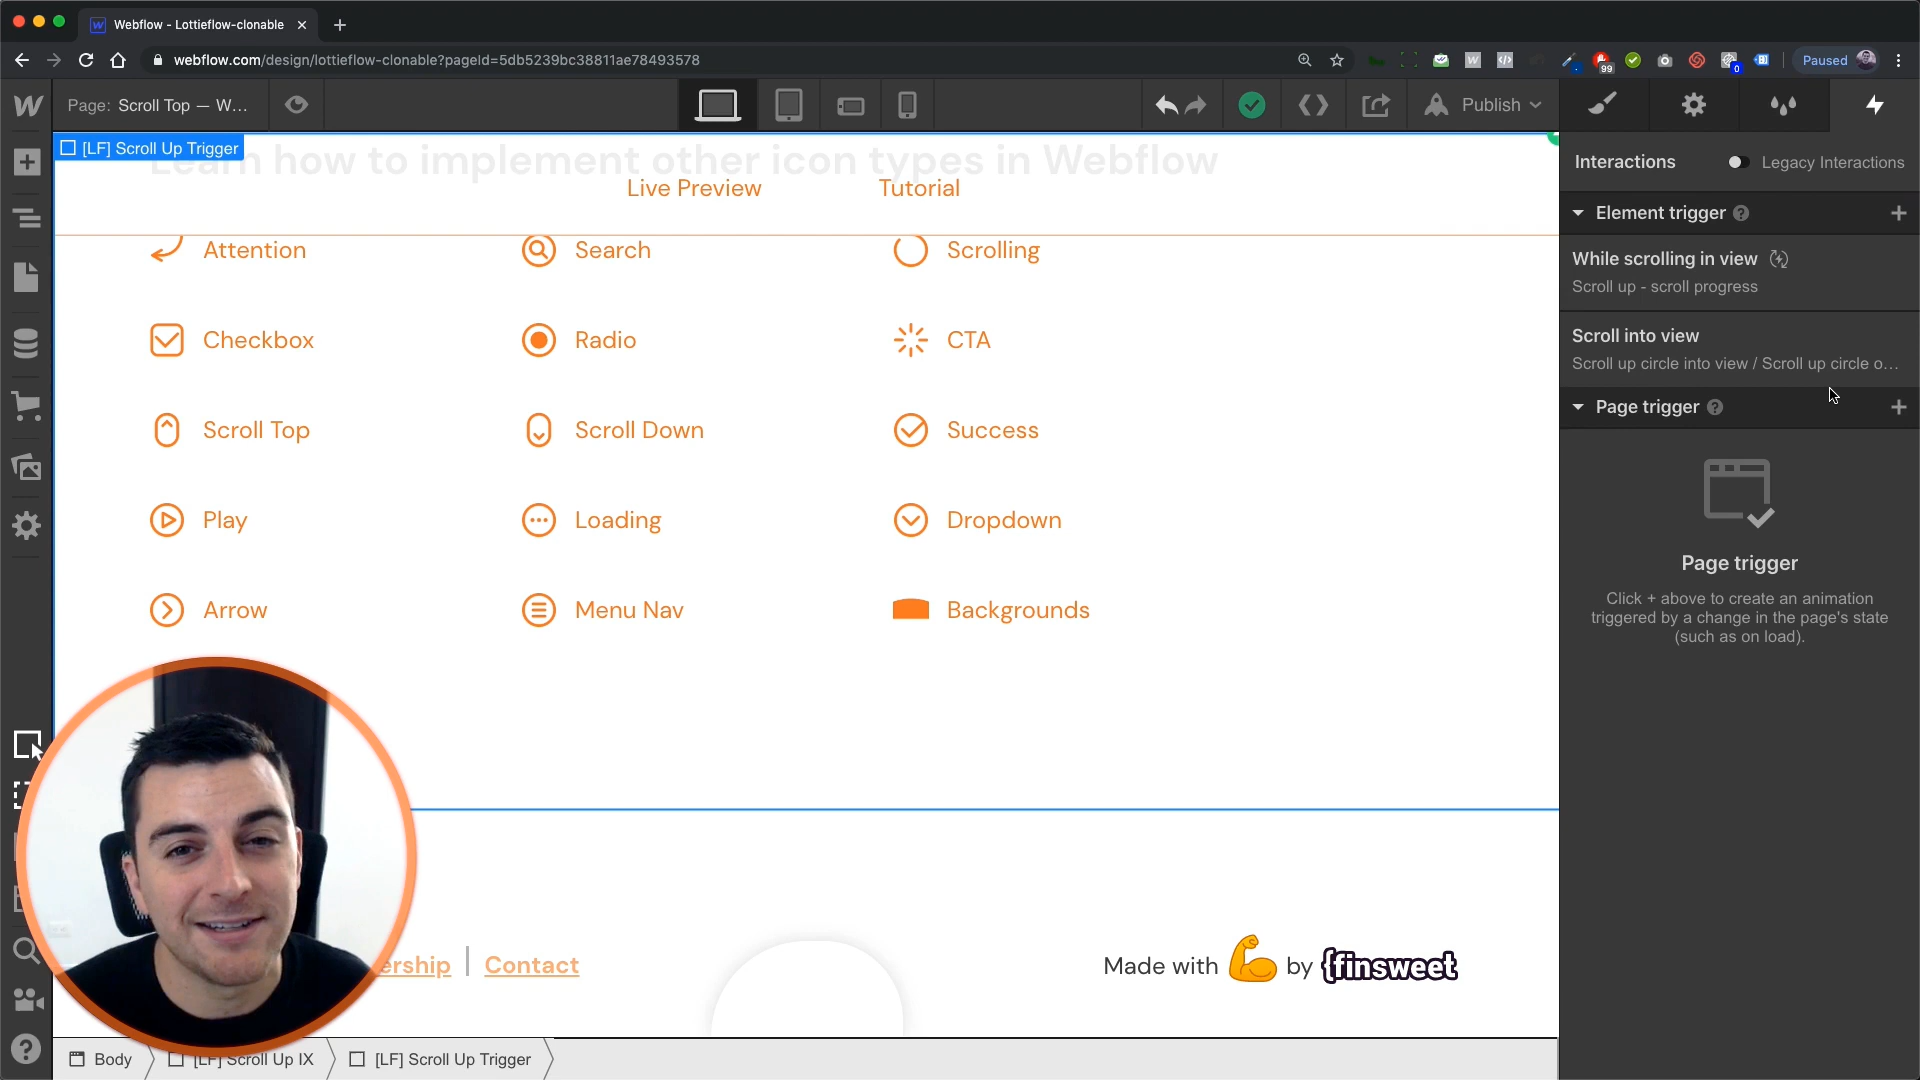 Webflow - Lottieflow-clonable
webflow.com/design/lottieflow-clonable?pageId=5db5239bc38811ae78493578
99
0
Paused
Page: Scroll Top — W...
Publish
[LF] Scroll Up Trigger
Learn how to implement other icon types in Webflow
Live Preview
Tutorial
Attention
Search
Scrolling
Checkbox
Radio
CTA
Scroll Top
Scroll Down
Success
Play
Loading
Dropdown
Arrow
Menu Nav
Backgrounds
ership
Contact
Made with 💪 by {finsweet
Body
[LF] Scroll Up IX
[LF] Scroll Up Trigger
Interactions
Legacy Interactions
Element trigger
While scrolling in view
Scroll up - scroll progress
Scroll into view
Scroll up circle into view / Scroll up circle o...
Page trigger
Page trigger
Click + above to create an animation
triggered by a change in the page's state
(such as on load).